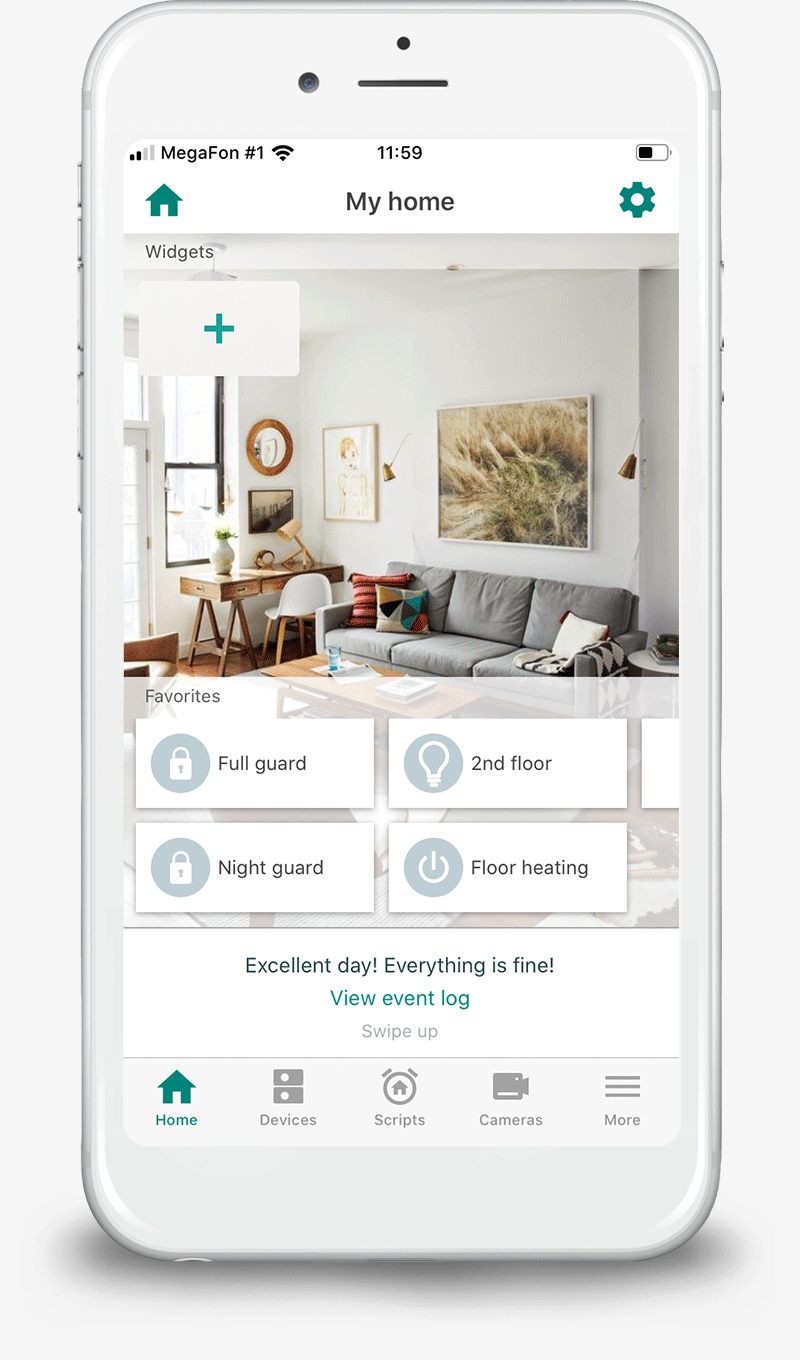 MegaFon #1 11:59
My home
Widgets
Favorites
Full guard
2nd floor
Night guard
Floor heating
Excellent day! Everything is fine!
View event log
Swipe up
Home Devices Scripts Cameras More